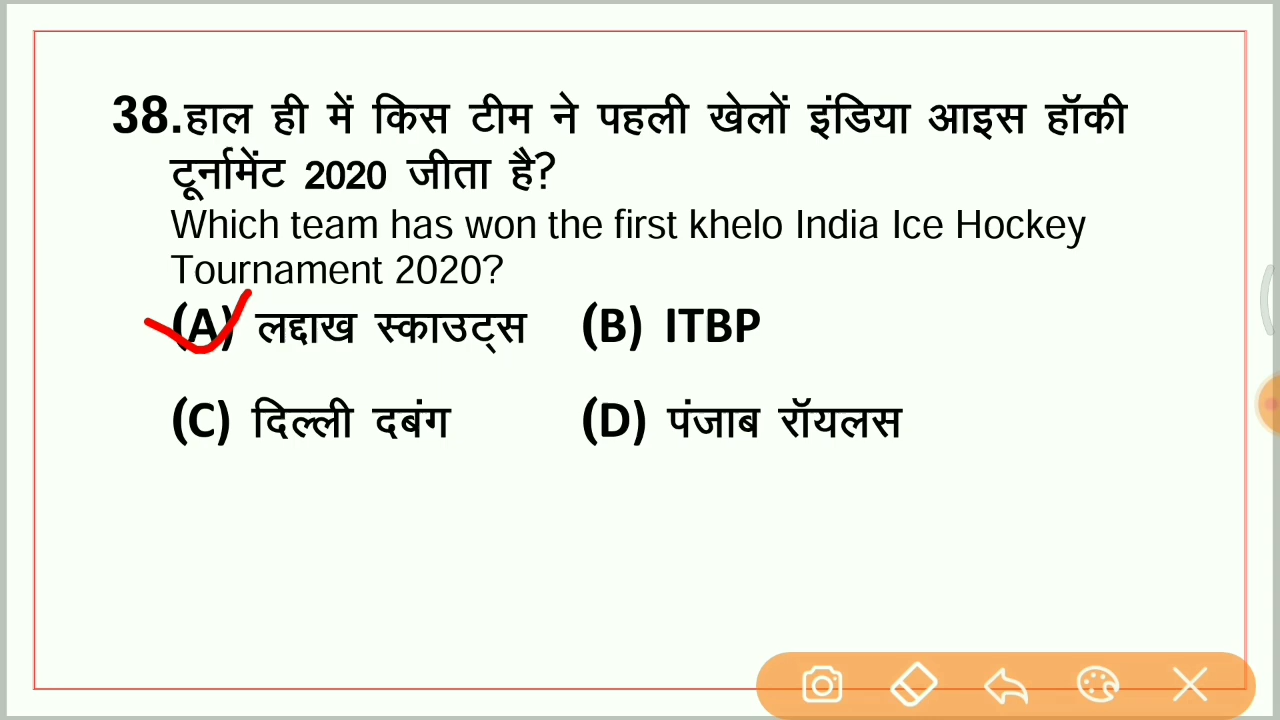 38.हाल ही में किस टीम ने पहली खेलों इंडिया आइस हॉकी
टूर्नामेंट 2020 जीता है?
Which team has won the first khelo India Ice Hockey
Tournament 2020?
(A) लद्दाख स्काउट्स (B) ITBP
(C) दिल्ली दबंग (D) पंजाब रॉयलस